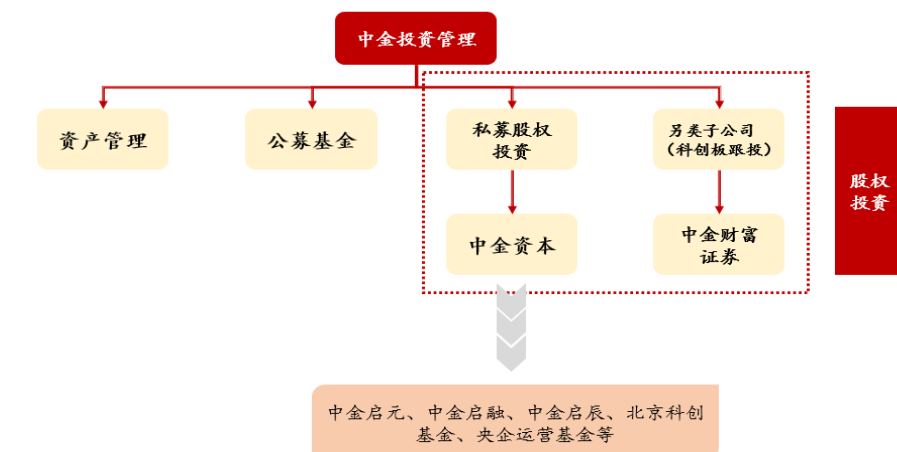 中金投资管理
资产管理
公募基金
私募股权
投资
另类子公司
（科创板跟投）
股权
投资
中金资本
中金财富
证券
中金启元、中金启融、中金启辰、北京科创
基金、央企运营基金等